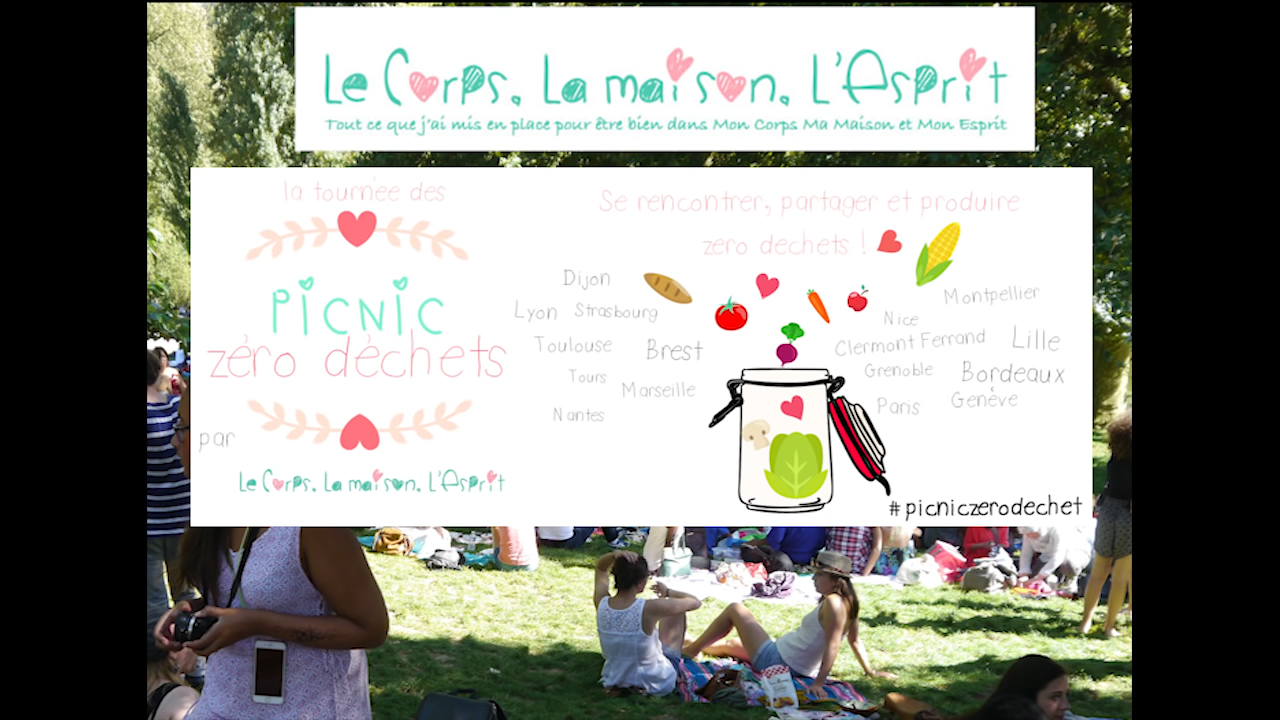 Le Corps. La maison. L'Asprit
Tout ce que j'ai mis en place pour être bien dans Mon Corps Ma Maison et Mon Esprit
la tournée des
PICNIC
zéro déchets
par
Le Corps. La maison. L'Asprit
Se rencontrer, partager et produire
zero dechets !
Dijon
Lyon Strasbourg
Toulouse Brest
Tours
Marseille
Nantes
Montpellier
Nice
Clermont Ferrand Lille
Grenoble Bordeaux
Paris Genève
#picniczerodechet